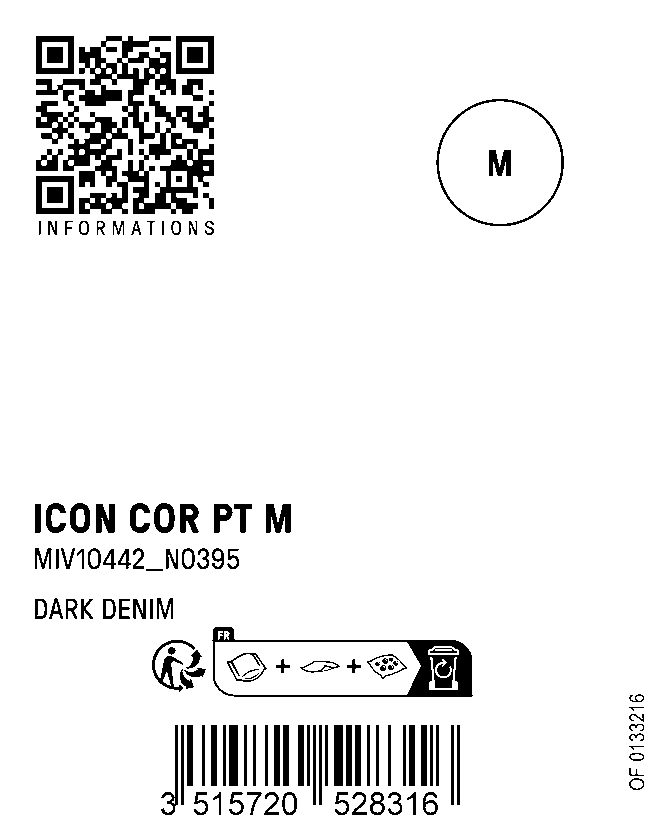 INFORMATIONS
M
ICON COR PT M
MIV10442_N0395
DARK DENIM
FR
3 515720 528316
OF 0133216